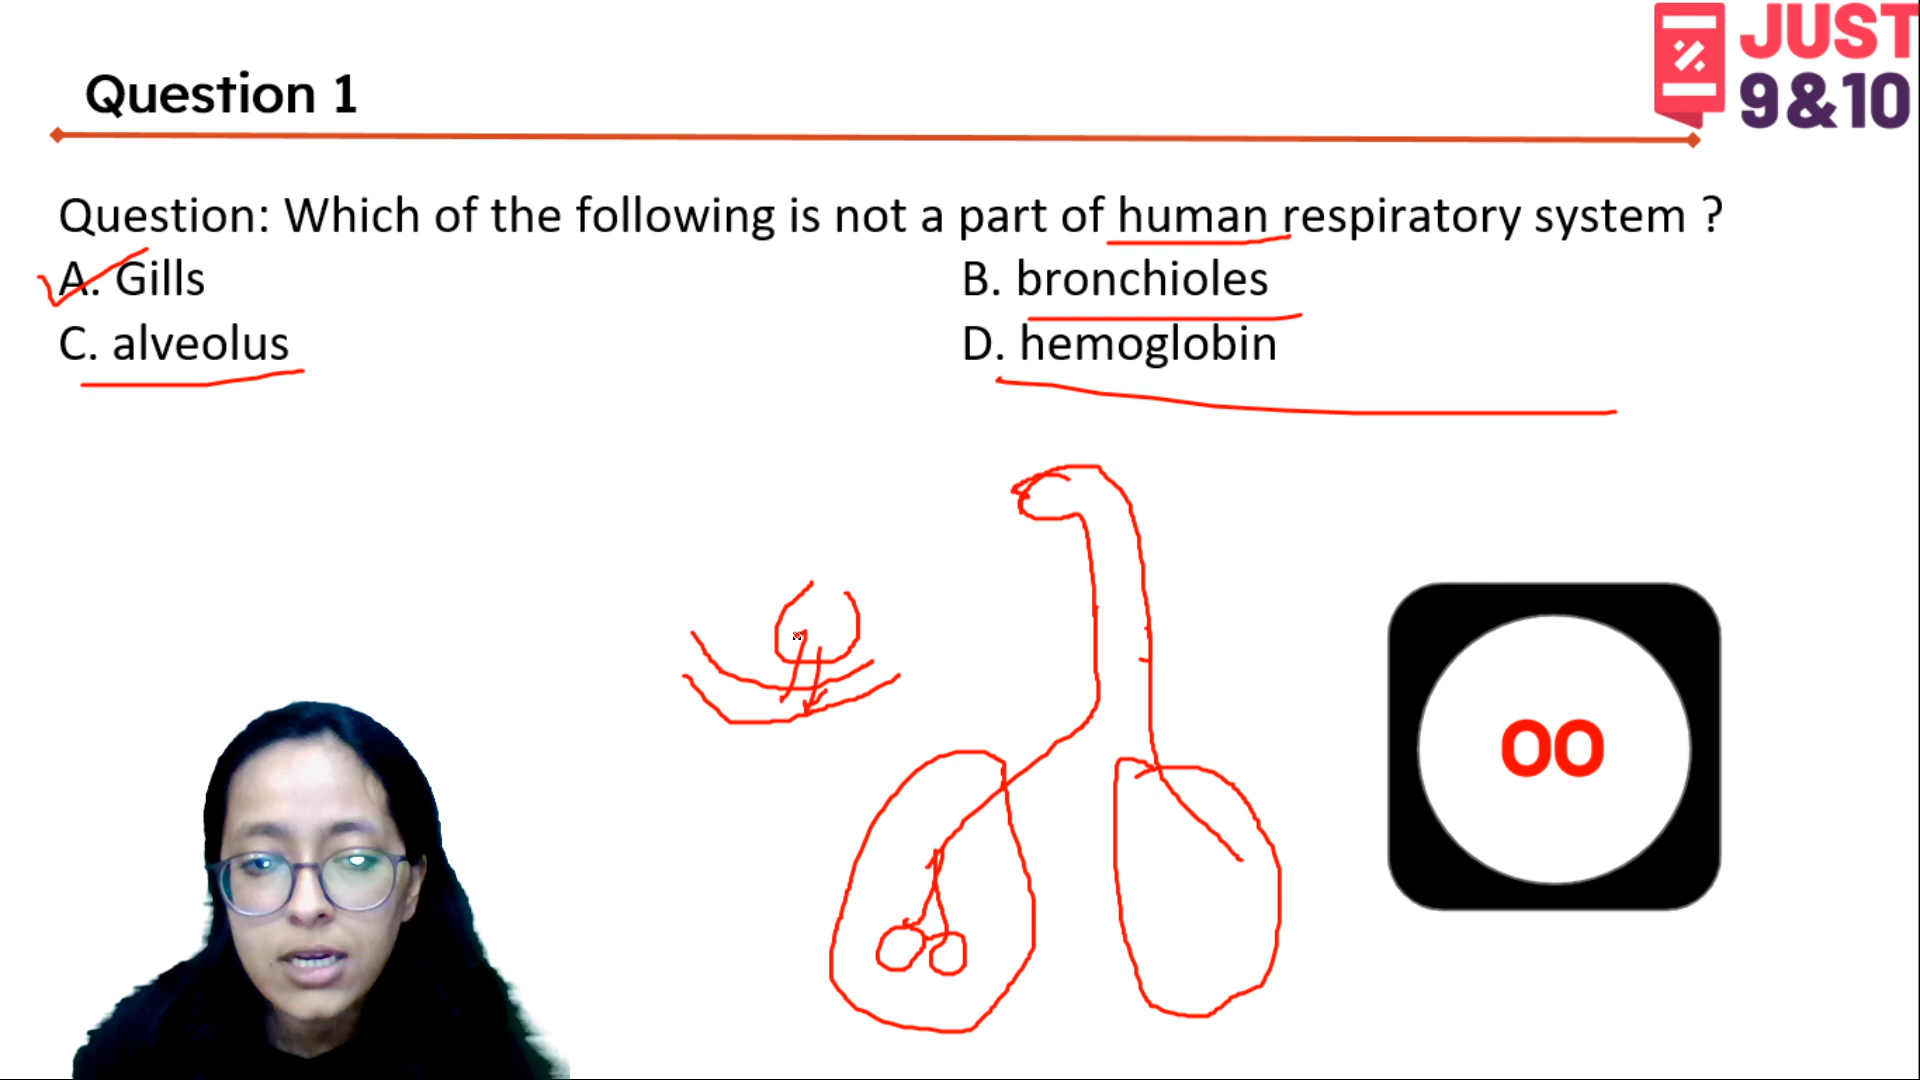 JUST
9&10
Question 1
Question: Which of the following is not a part of human respiratory system ?
A. Gills
B. bronchioles
C. alveolus
D. hemoglobin
00